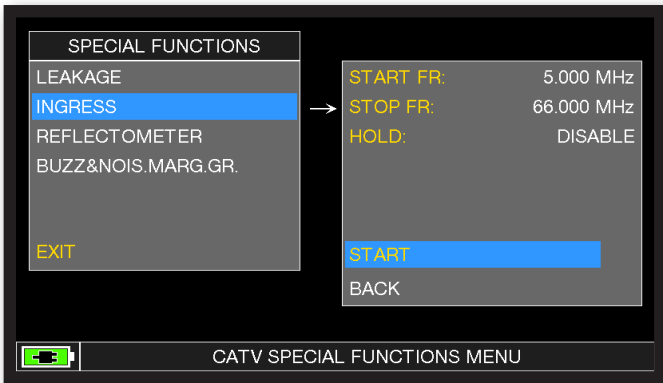 SPECIAL FUNCTIONS
LEAKAGE
INGRESS
REFLECTOMETER
BUZZ&NOIS.MARG.GR.
EXIT
START FR: 5.000 MHz
STOP FR: 66.000 MHz
HOLD: DISABLE
START
BACK
CATV SPECIAL FUNCTIONS MENU